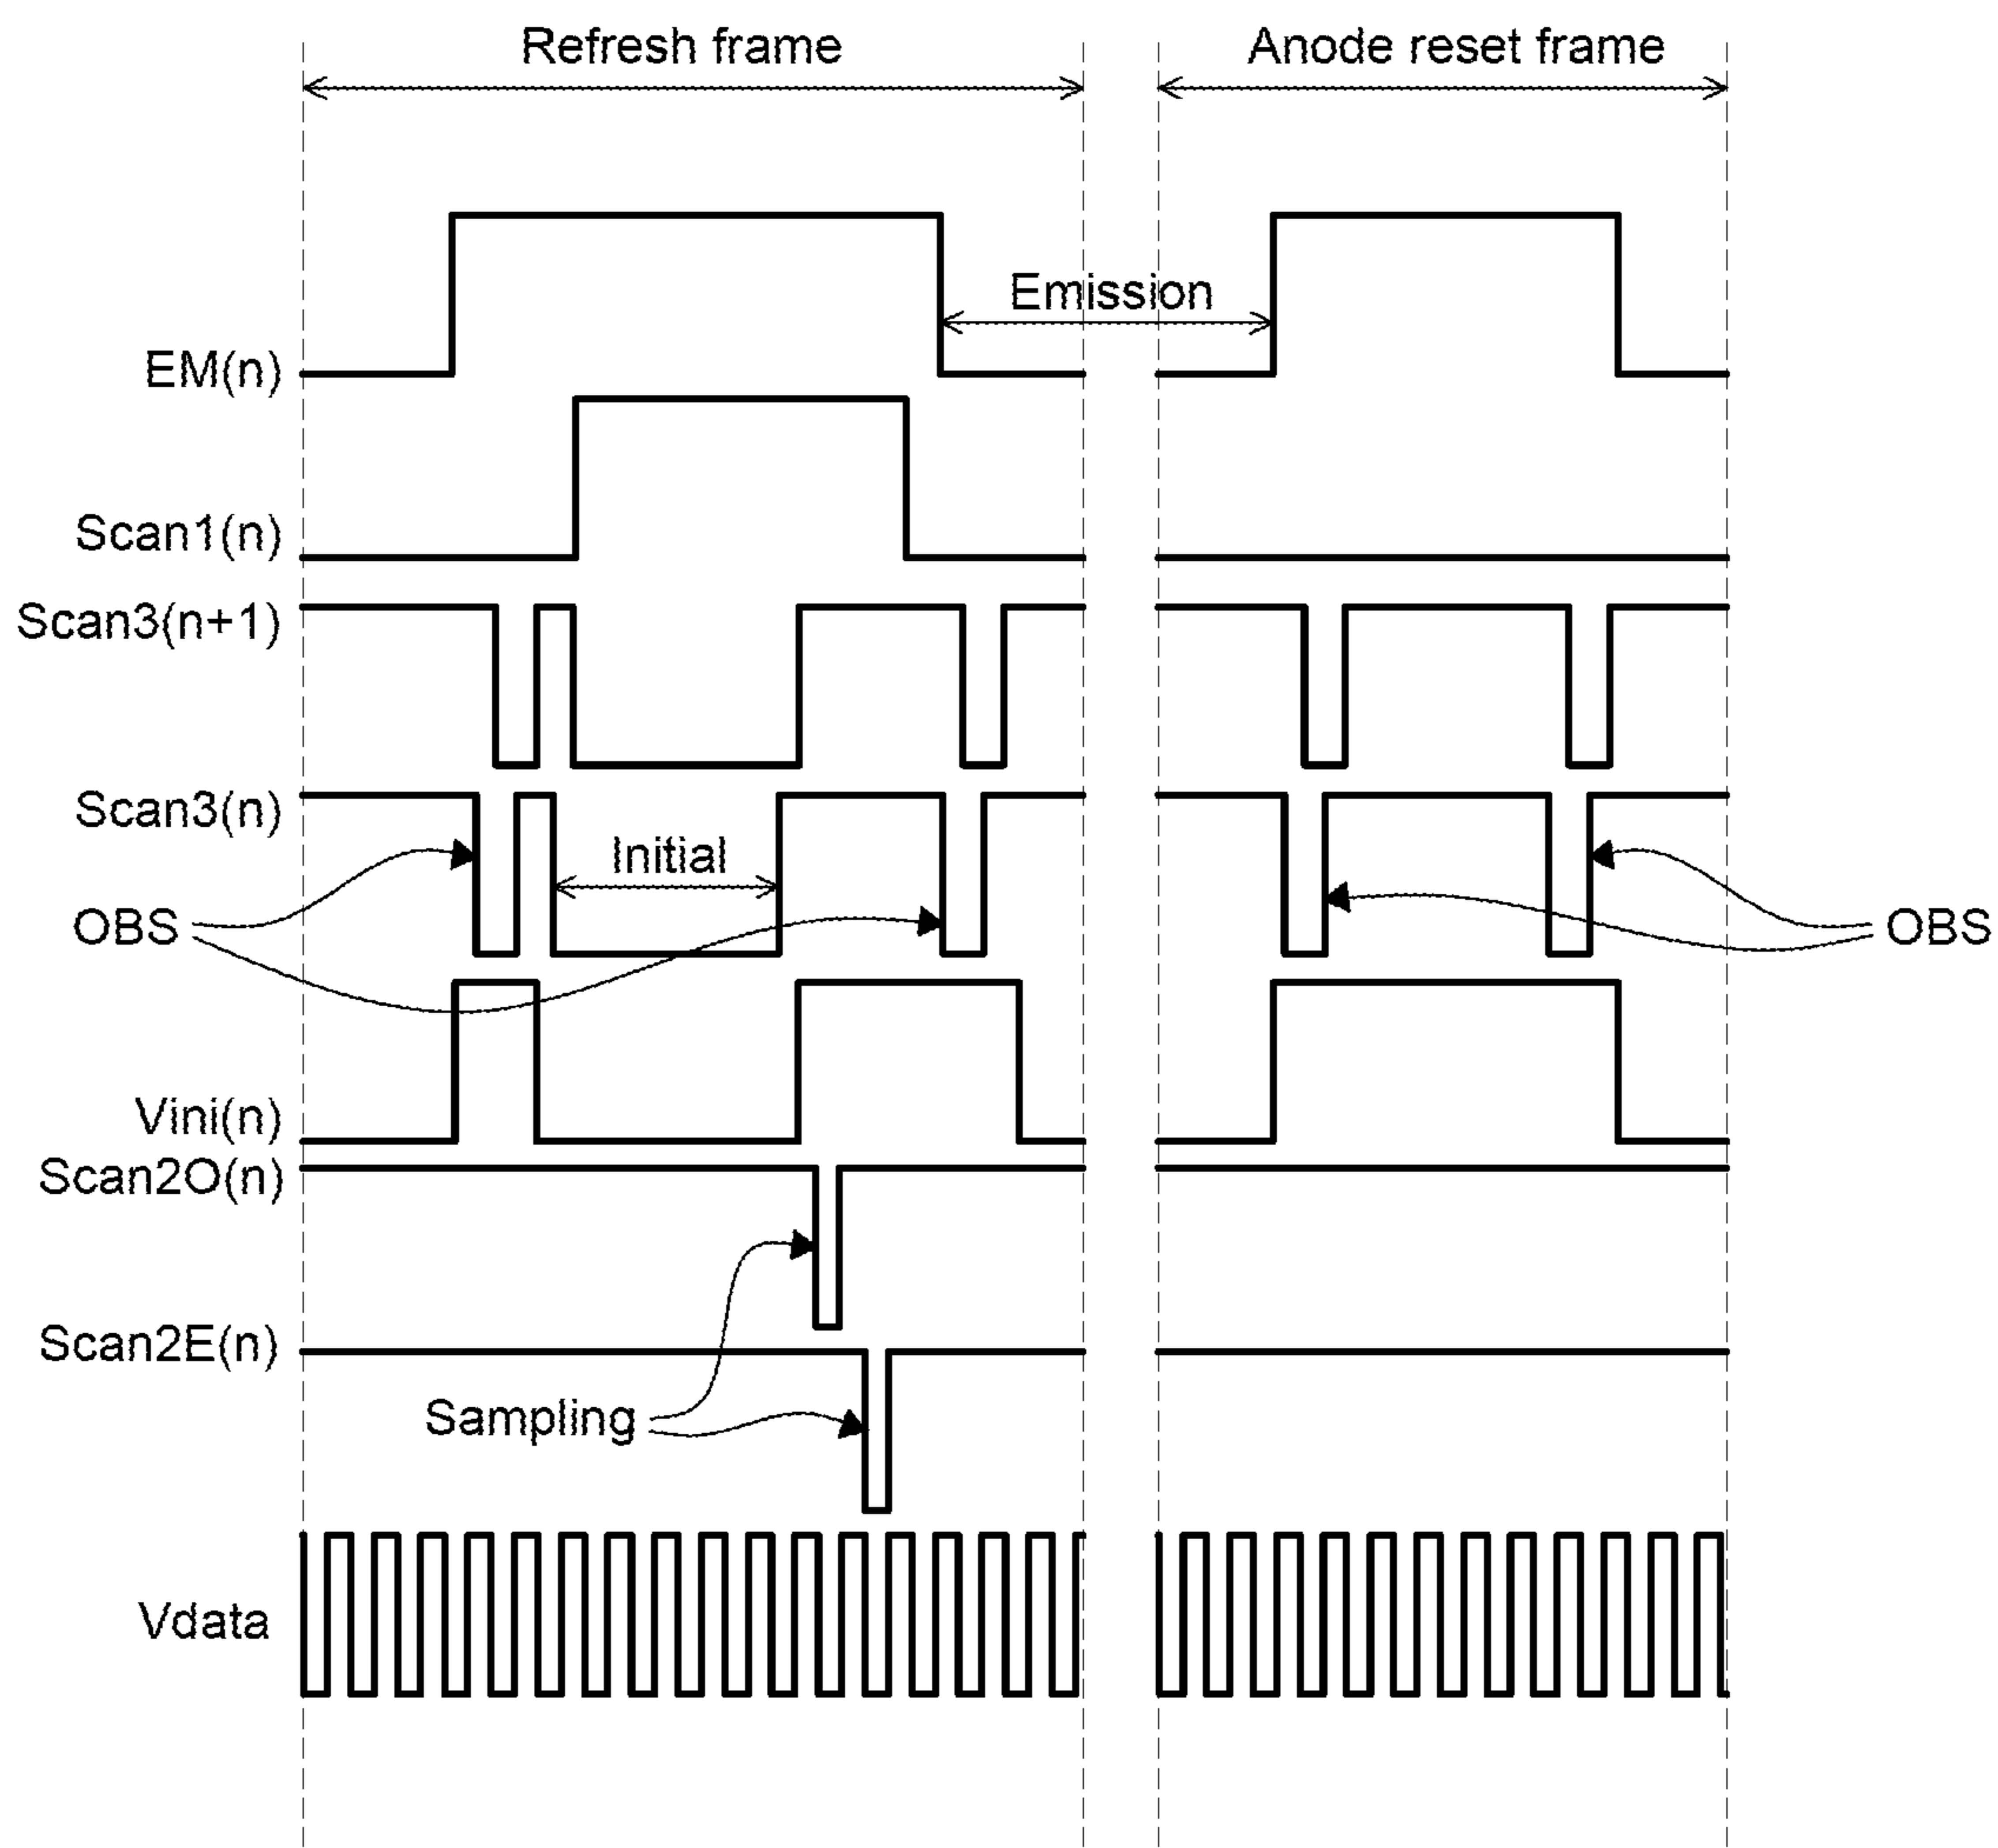 Refresh frame
Anode reset frame
Emission
EM(n)
Scan1(n)
Scan3(n+1)
Scan3(n)
Initial
OBS
OBS
Vini(n)
Scan2O(n)
Scan2E(n)
Sampling
Vdata